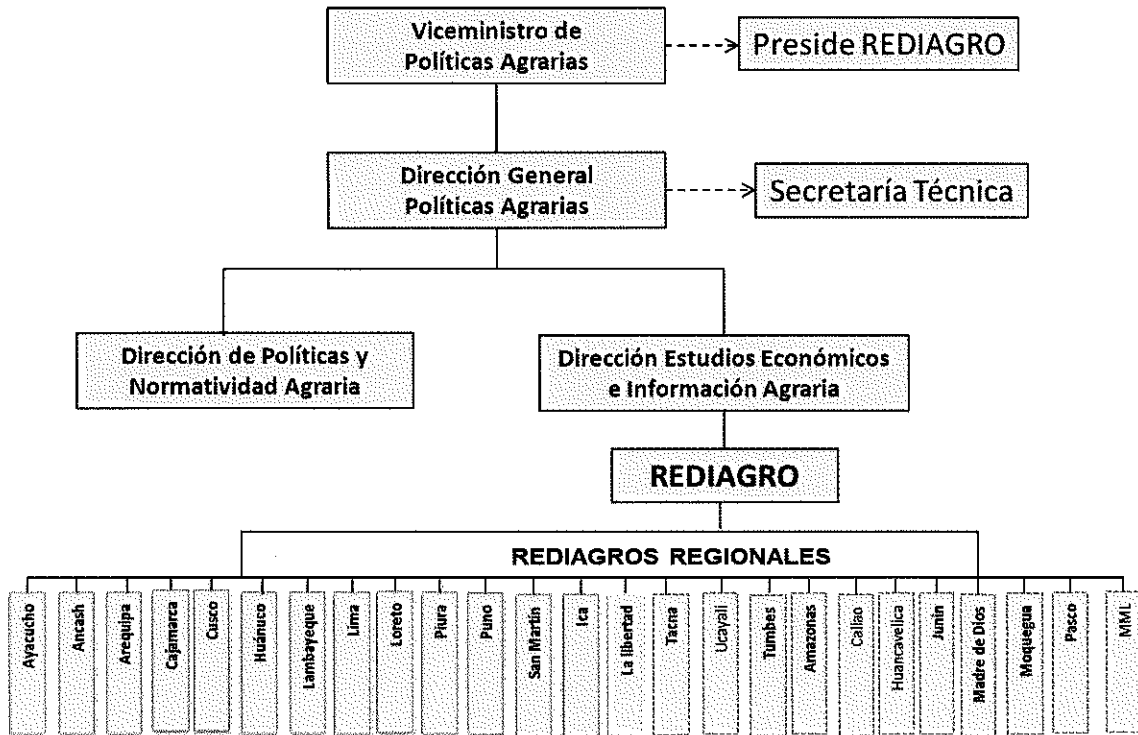 Viceministro de
Políticas Agrarias
Preside REDIAGRO
Dirección General
Políticas Agrarias
Secretaría Técnica
Dirección de Políticas y
Normatividad Agraria
Dirección Estudios Económicos
e Información Agraria
REDIAGRO
REDIAGROS REGIONALES
Ayacucho
Ancash
Arequipa
Cajamarca
Cusco
Huánuco
Lambayeque
Lima
Loreto
Piura
Puno
San Martín
Ica
La libertad
Tacna
Ucayali
Tumbes
Amazonas
Callao
Huancavelica
Junin
Madre de Dios
Moquegua
Pasco
MML